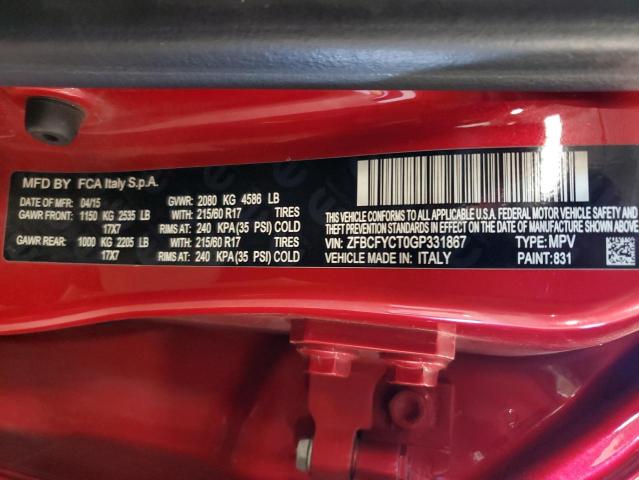 MFD BY FCA Italy S.p.A.
DATE OF MFR: 04/15 GVWR: 2080 KG 4586 LB
GAWR FRONT: 1150 KG 2535 LB WITH: 215/60 R17 TIRES
17X7 RIMS AT: 240 KPA(35 PSI) COLD
GAWR REAR: 1000 KG 2205 LB WITH: 215/60 R17 TIRES
17X7 RIMS AT: 240 KPA(35 PSI) COLD
THIS VEHICLE CONFORMS TO ALL APPLICABLE U.S.A. FEDERAL MOTOR VEHICLE SAFETY AND
THEFT PREVENTION STANDARDS IN EFFECT ON THE DATE OF MANUFACTURE SHOWN ABOVE
VIN: ZFBCFYCT0GP331867 TYPE: MPV
VEHICLE MADE IN: ITALY PAINT: 831